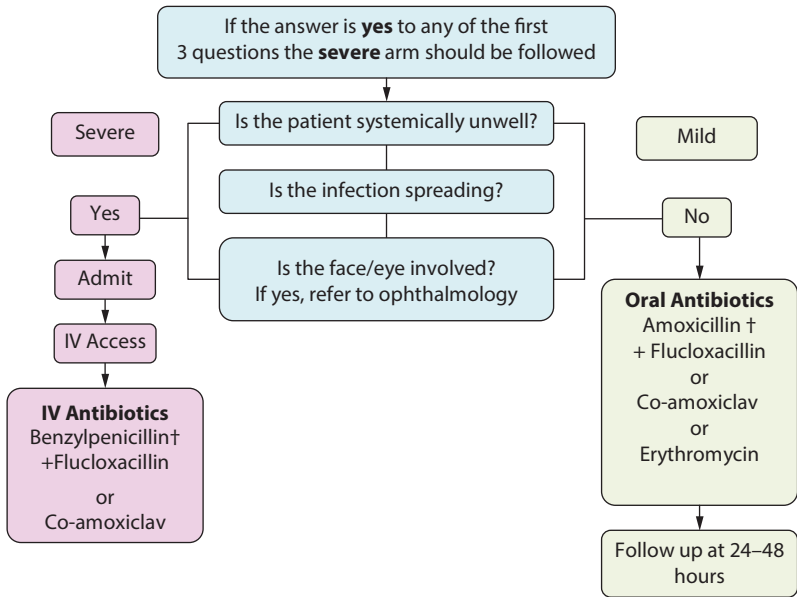 If the answer is yes to any of the first
3 questions the severe arm should be followed
Severe
Is the patient systemically unwell?
Mild
Is the infection spreading?
Yes
No
Is the face/eye involved?
If yes, refer to ophthalmology
Admit
IV Access
IV Antibiotics
Benzylpenicillin†
+Flucloxacillin
or
Co-amoxiclav
Oral Antibiotics
Amoxicillin †
+ Flucloxacillin
or
Co-amoxiclav
or
Erythromycin
Follow up at 24–48
hours